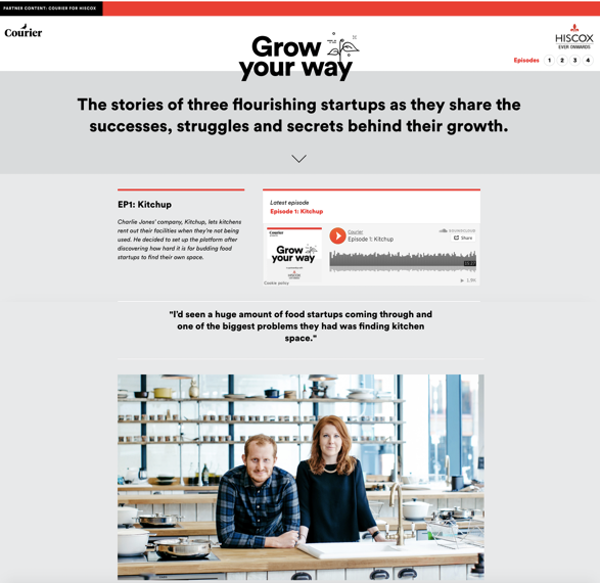 PARTNER CONTENT: COURIER FOR HISCOX
Courier
HISCOX
EVER ONWARDS
Grow
your way
Episodes 1 2 3 4
The stories of three flourishing startups as they share the
successes, struggles and secrets behind their growth.
EP1: Kitchup
Charlie Jones' company, Kitchup, lets kitchens
rent out their facilities when they're not being
used. He decided to set up the platform after
discovering how hard it is for budding food
startups to find their own space.
Latest episode
Episode 1: Kitchup
Courier
Grow
your way
HISCOX
Cookie policy
Courier
Episode 1: Kitchup
SOUNDCLOUD
Share
"I'd seen a huge amount of food startups coming through and
one of the biggest problems they had was finding kitchen
space."